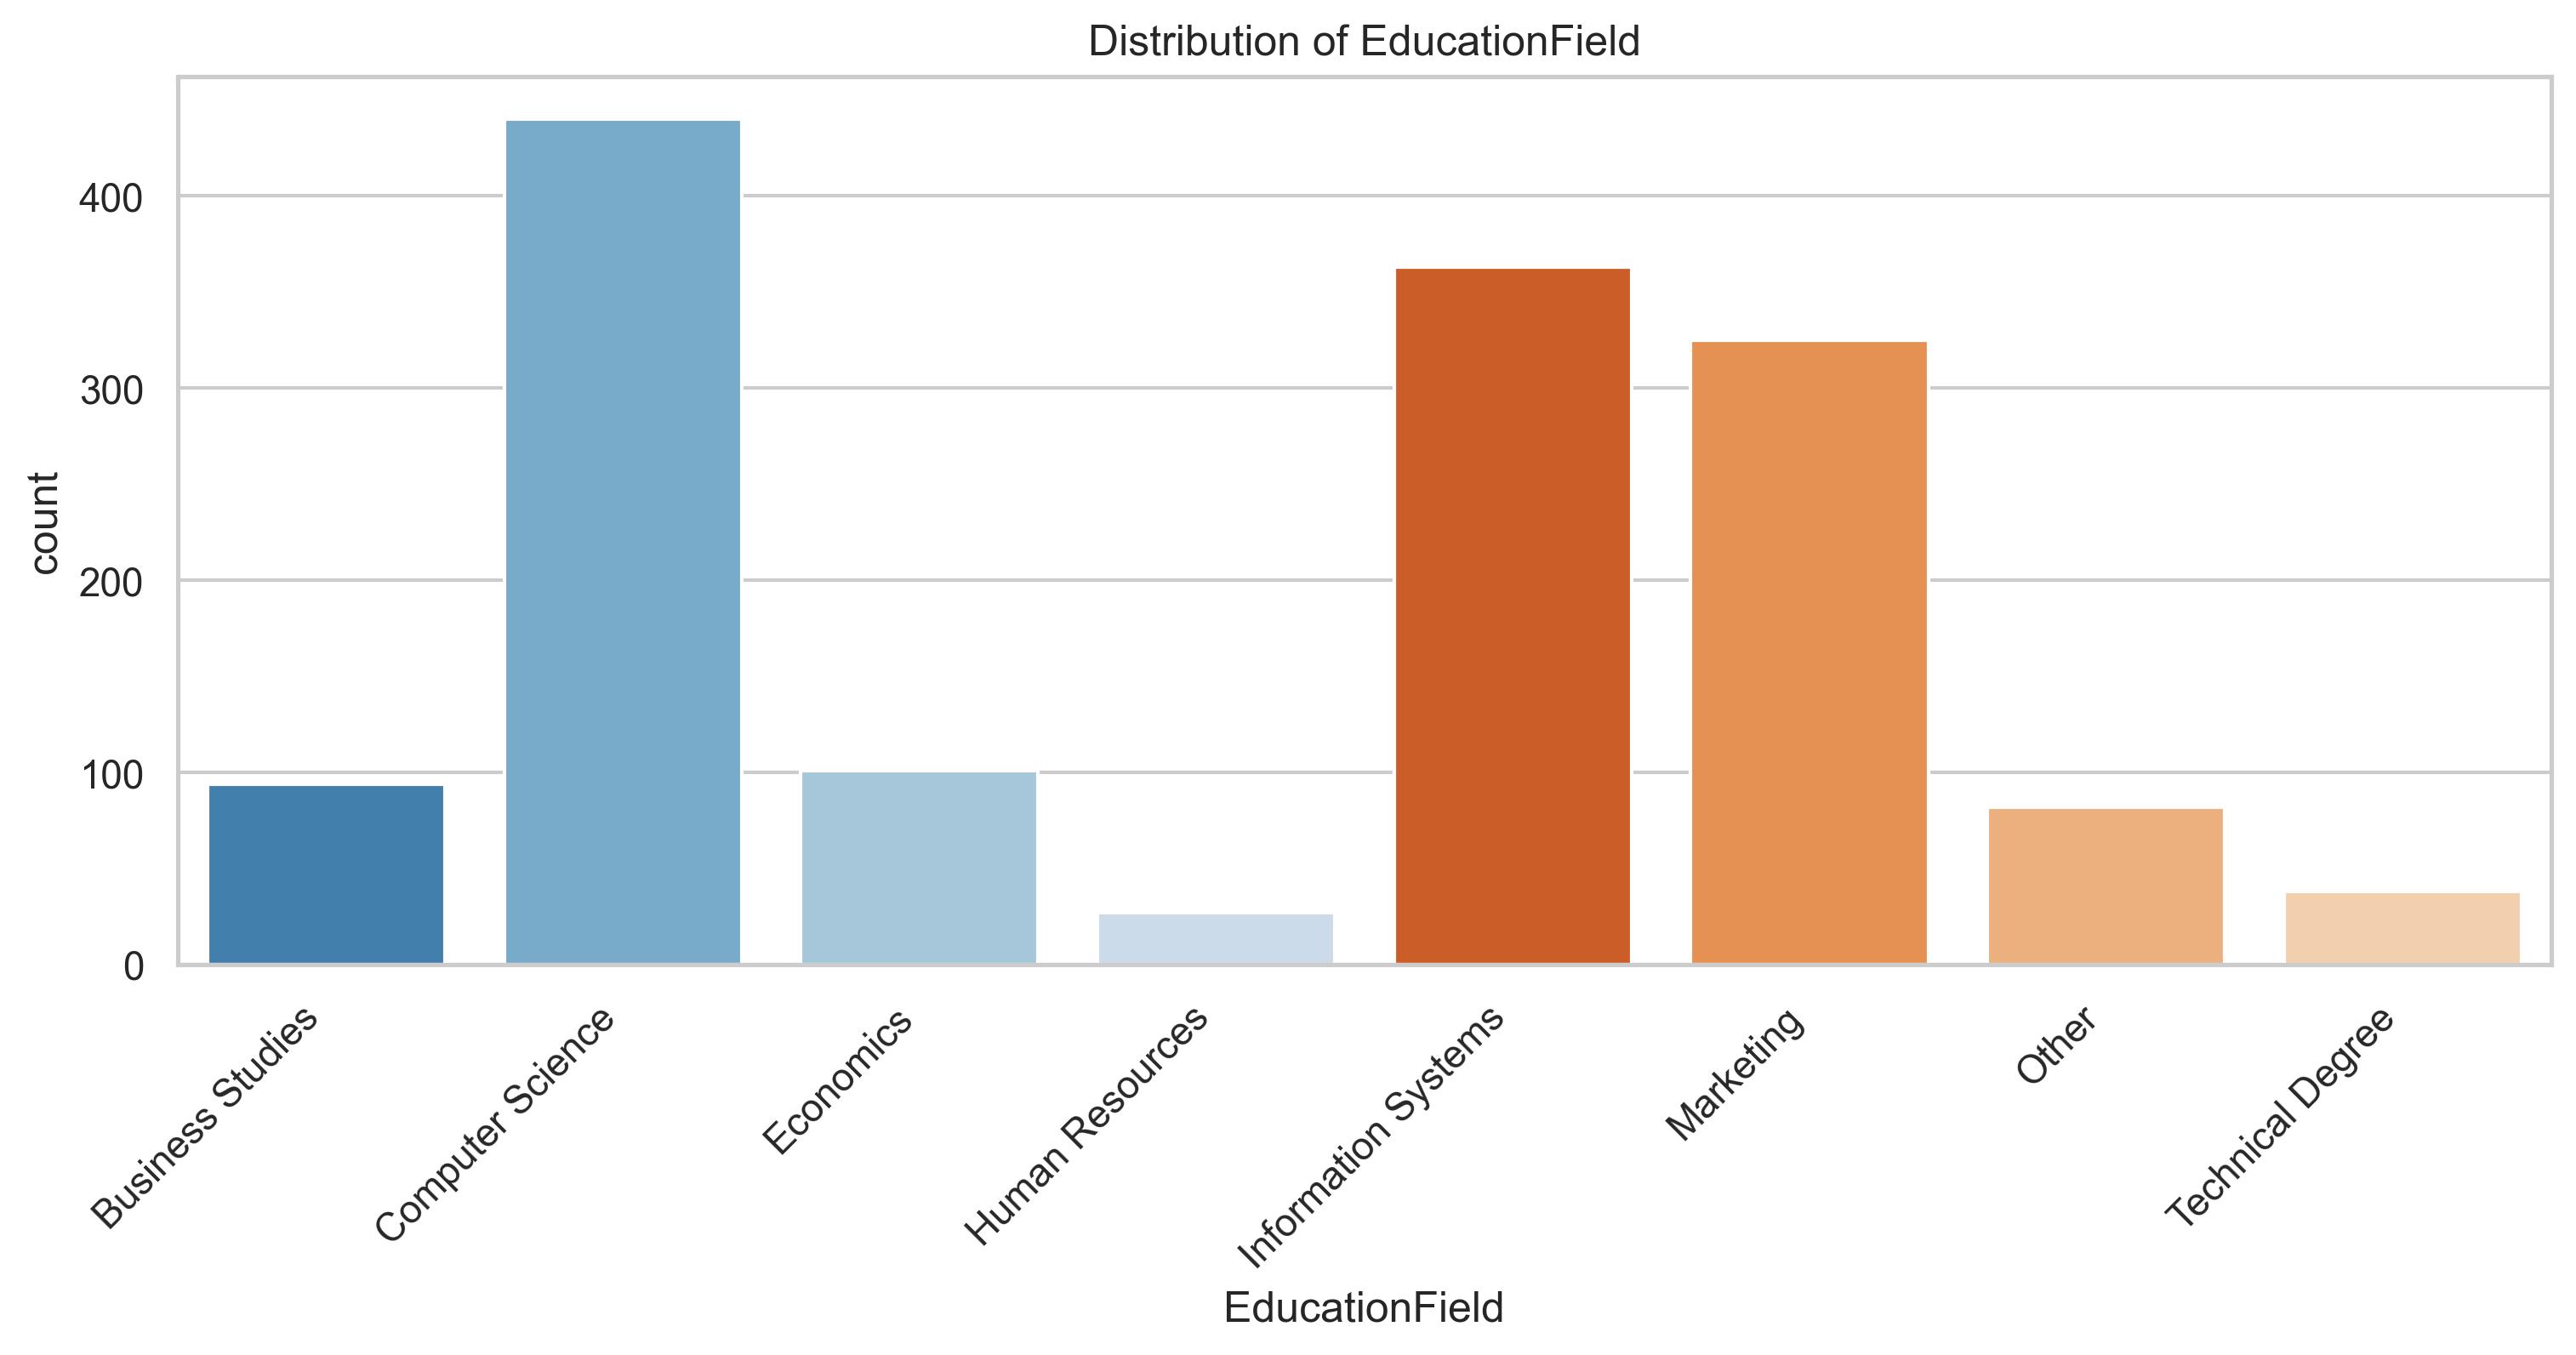 Distribution of EducationField
400
300
200
100
0
count
Business Studies
Computer Science
Economics
Human Resources
Information Systems
Marketing
Other
Technical Degree
EducationField